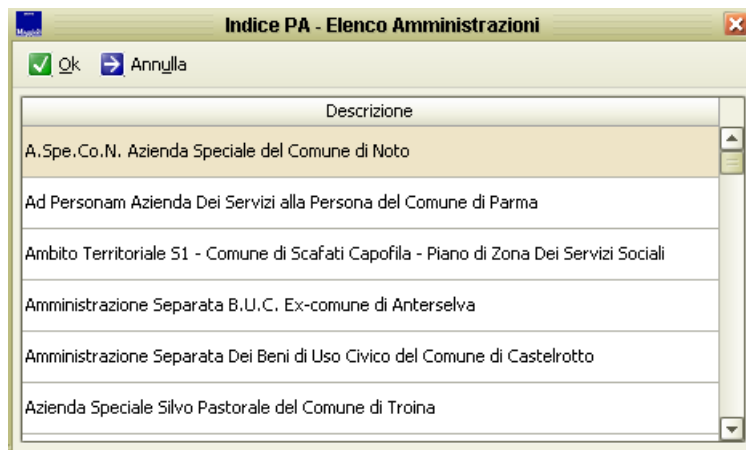 Indice PA - Elenco Amministrazioni
Ok Annulla
Descrizione
A.Spe.Co.N. Azienda Speciale del Comune di Noto
Ad Personam Azienda Dei Servizi alla Persona del Comune di Parma
Ambito Territoriale S1 - Comune di Scafati Capofila - Piano di Zona Dei Servizi Sociali
Amministrazione Separata B.U.C. Ex-comune di Anterselva
Amministrazione Separata Dei Beni di Uso Civico del Comune di Castelrotto
Azienda Speciale Silvo Pastorale del Comune di Troina